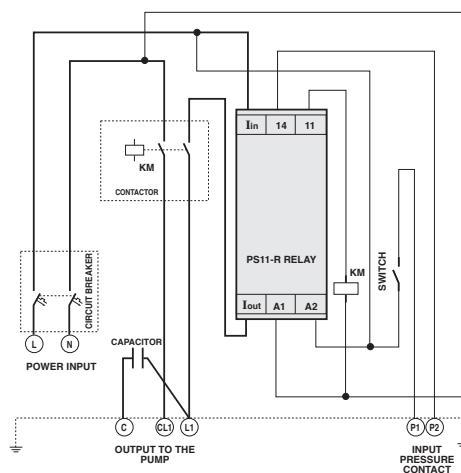 Iin 14 11
KM
CONTACTOR
PS11-R RELAY
CIRCUIT BREAKER
SWITCH
KM
Iout A1 A2
L N
CAPACITOR
POWER INPUT
C CL1 L1
P1 P2
OUTPUT TO THE
PUMP
INPUT
PRESSURE
CONTACT